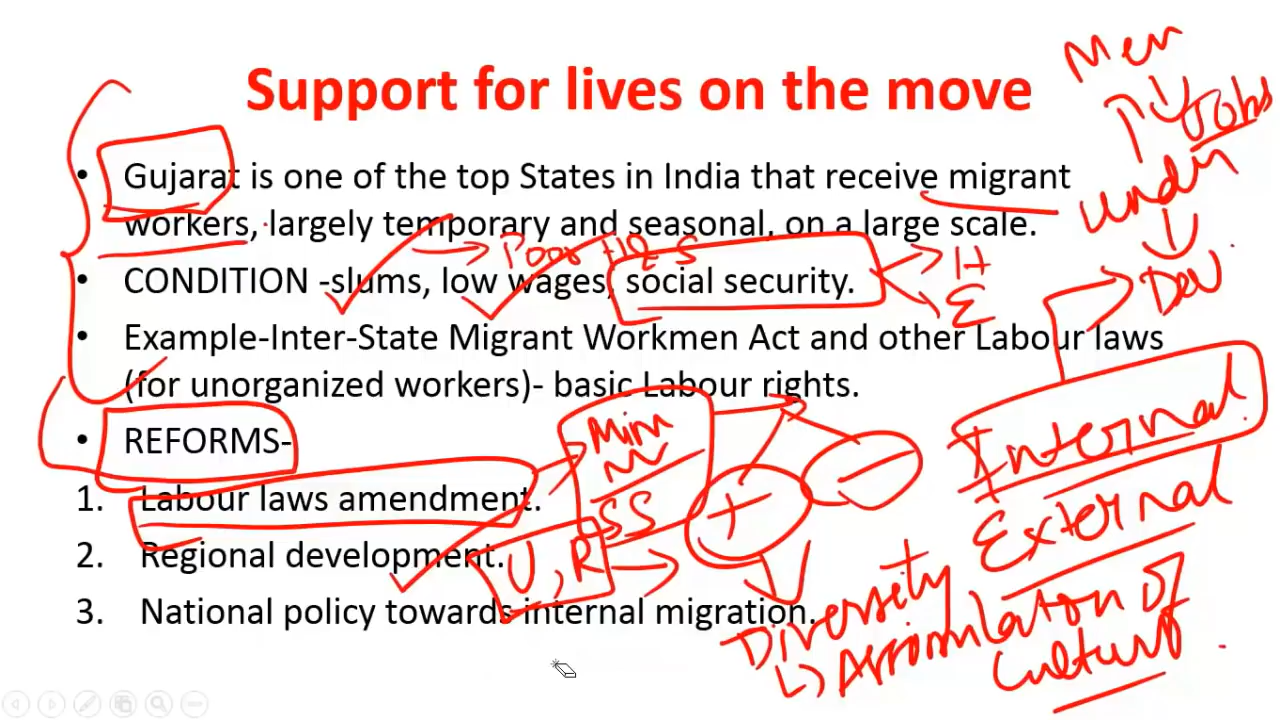 Support for lives on the move
Men
Jobs
• Gujarat is one of the top States in India that receive migrant
workers, largely temporary and seasonal, on a large scale.
Undr
→ Poor HQ S
• CONDITION -slums, low wages, social security.
H
E
Dev
• Example-Inter-State Migrant Workmen Act and other Labour laws
(for unorganized workers)- basic Labour rights.
• REFORMS-
Min
W
Internal
1. Labour laws amendment.
SS
+
−
External
2. Regional development.
U, R →
3. National policy towards internal migration.
Diversity
↳ Assimilation of
Culture